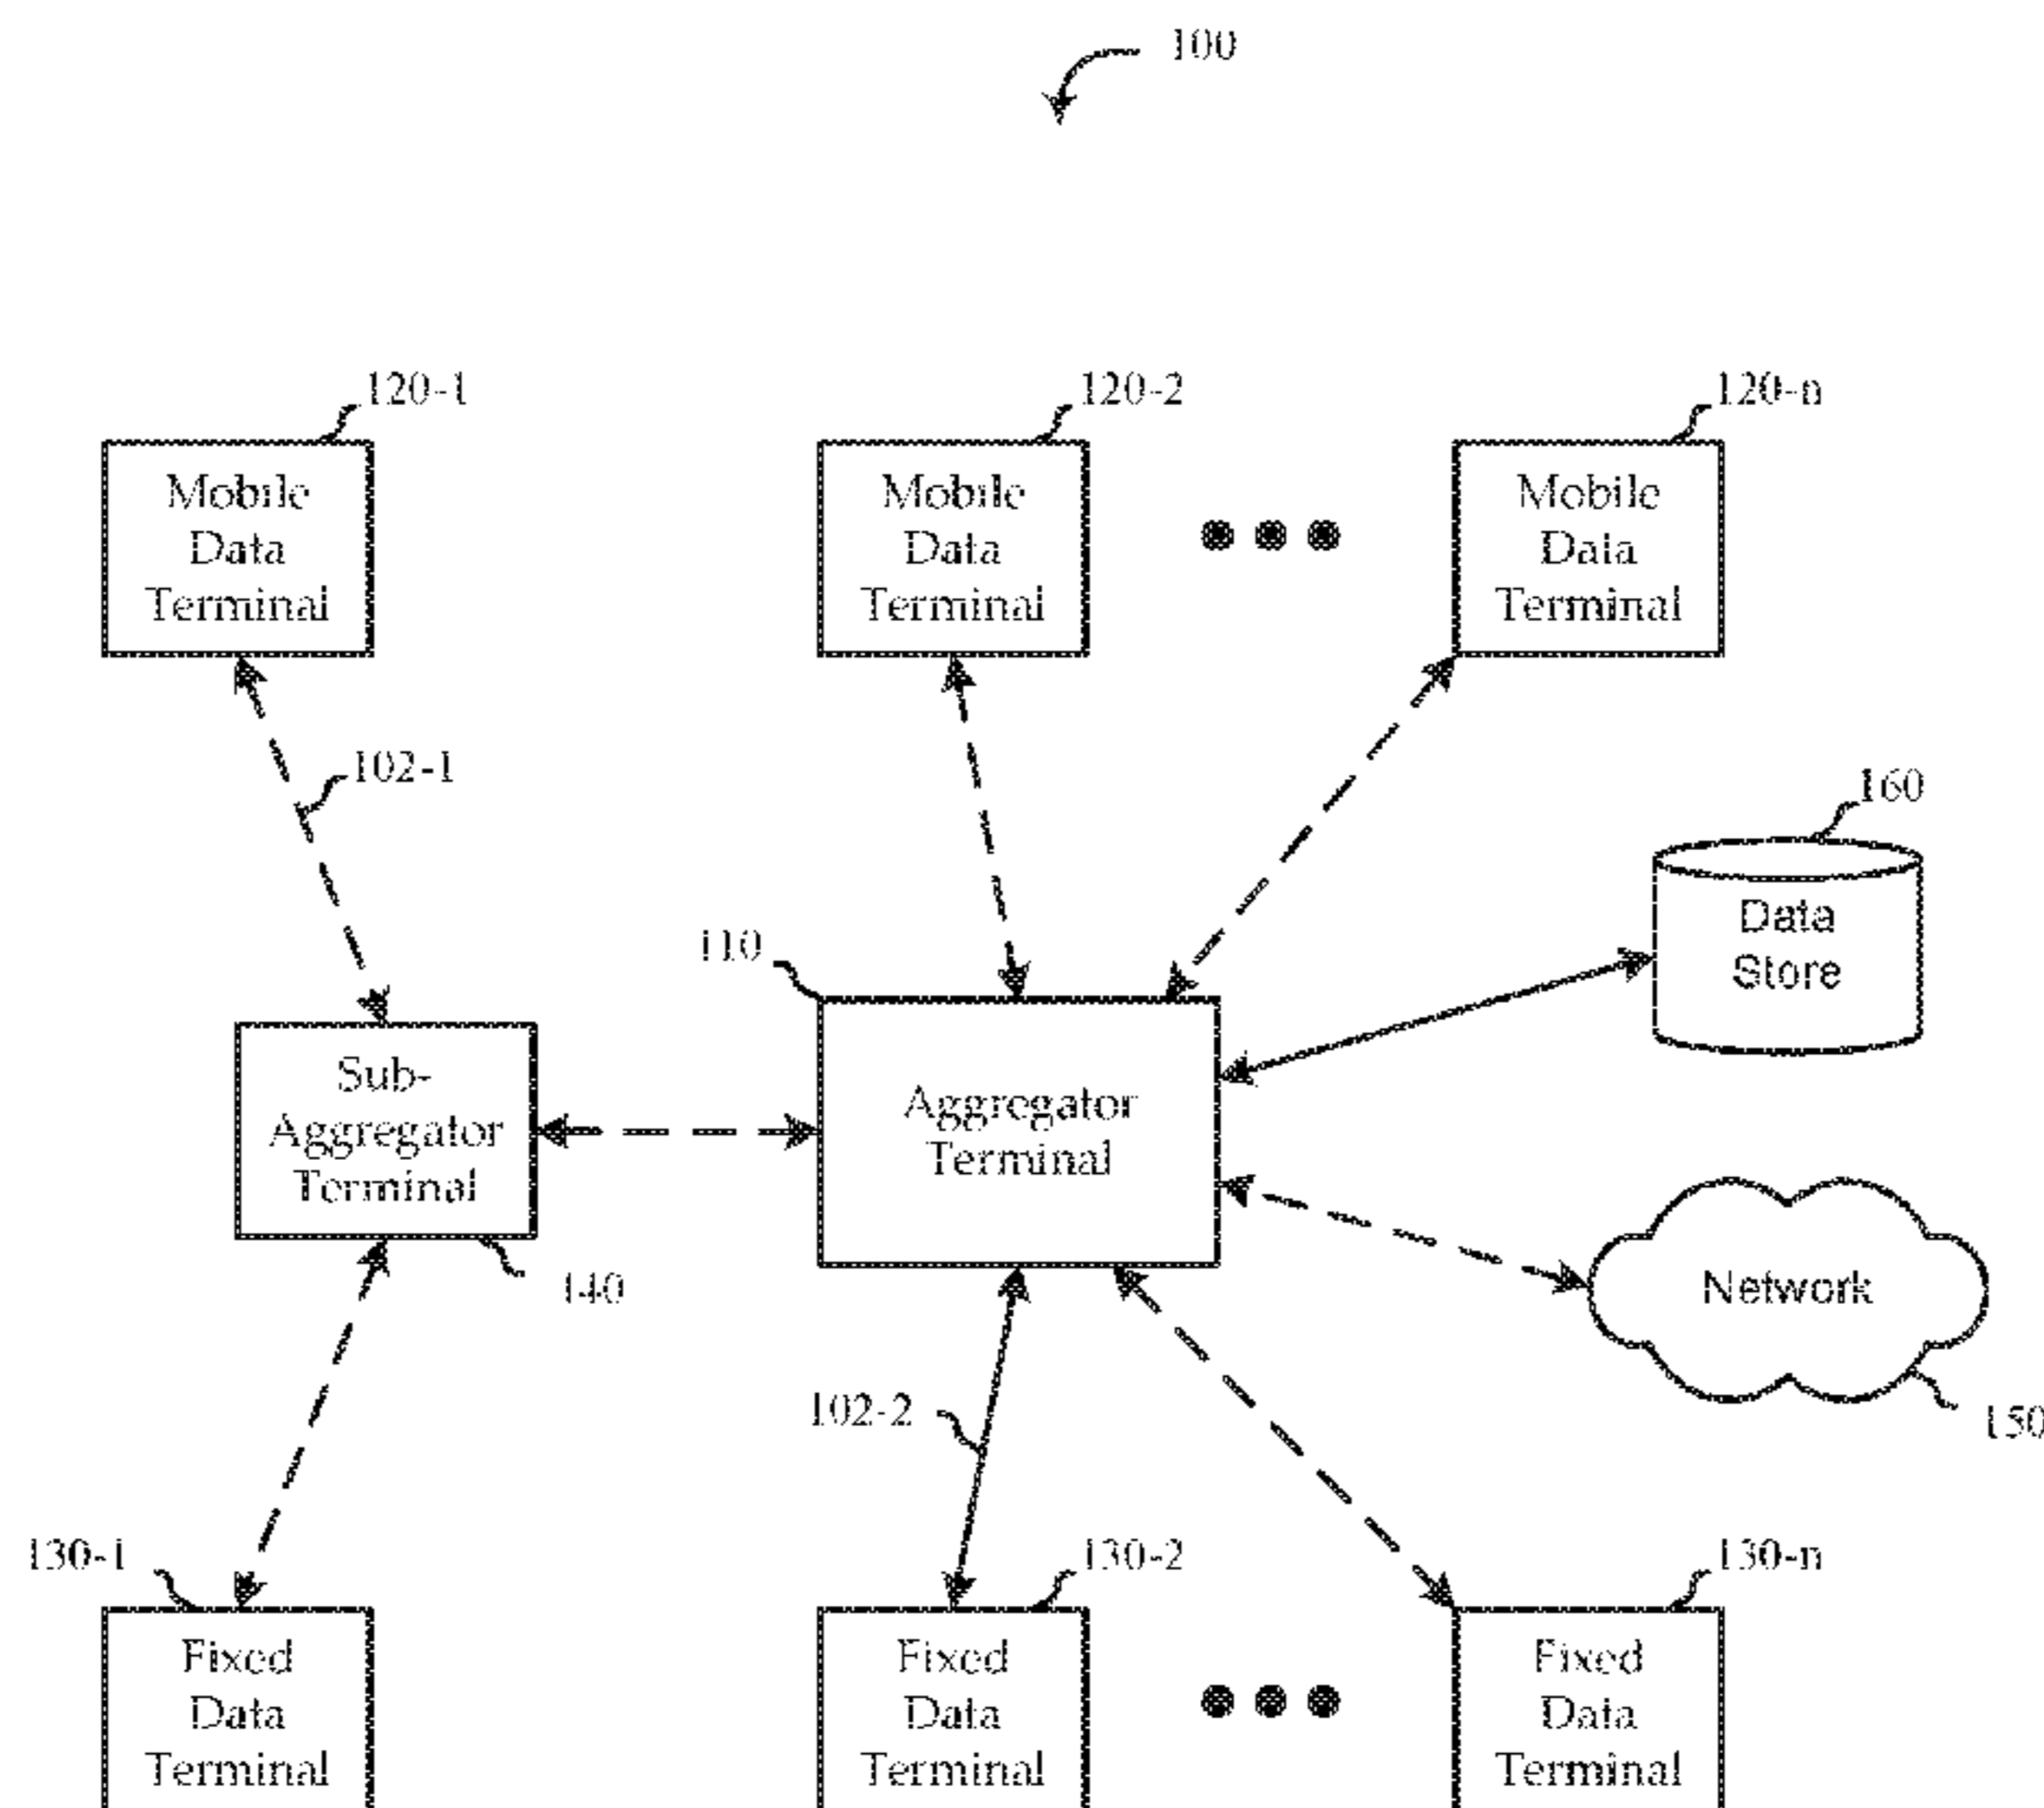 100
120-1
120-2
120-n
Mobile
Data
Terminal
Mobile
Data
Terminal
Mobile
Data
Terminal
102-1
160
Data
Store
110
Sub-
Aggregator
Terminal
Aggregator
Terminal
140
Network
150
102-2
130-1
130-2
130-n
Fixed
Data
Terminal
Fixed
Data
Terminal
Fixed
Data
Terminal